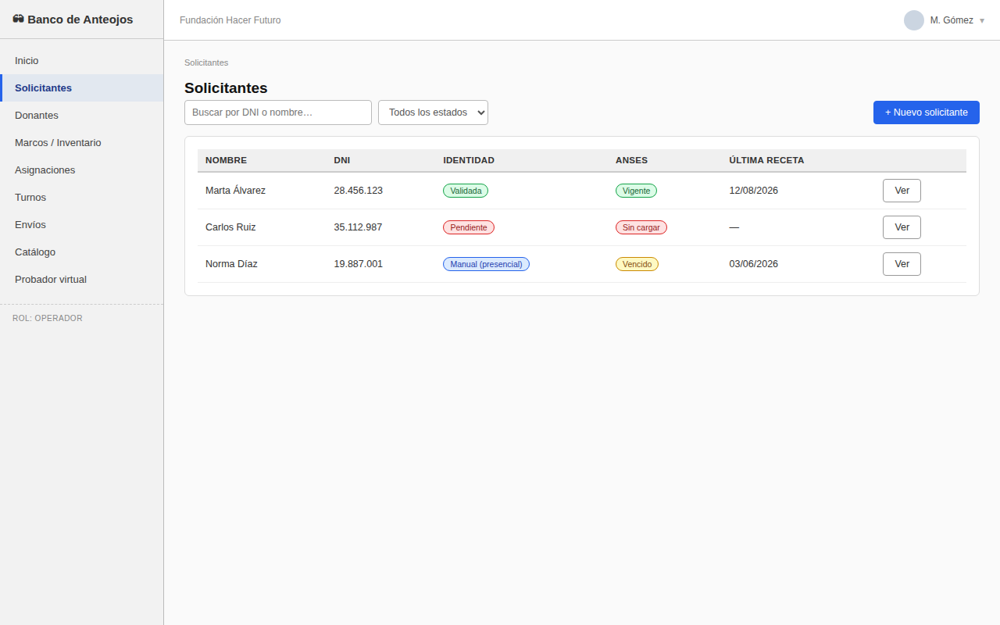 Banco de Anteojos
Fundación Hacer Futuro
M. Gómez
Inicio
Solicitantes
Donantes
Marcos / Inventario
Asignaciones
Turnos
Envíos
Catálogo
Probador virtual
ROL: OPERADOR
Solicitantes
Solicitantes
Buscar por DNI o nombre… Todos los estados + Nuevo solicitante
NOMBRE DNI IDENTIDAD ANSES ÚLTIMA RECETA
Marta Álvarez 28.456.123 Validada Vigente 12/08/2026 Ver
Carlos Ruiz 35.112.987 Pendiente Sin cargar — Ver
Norma Díaz 19.887.001 Manual (presencial) Vencido 03/06/2026 Ver